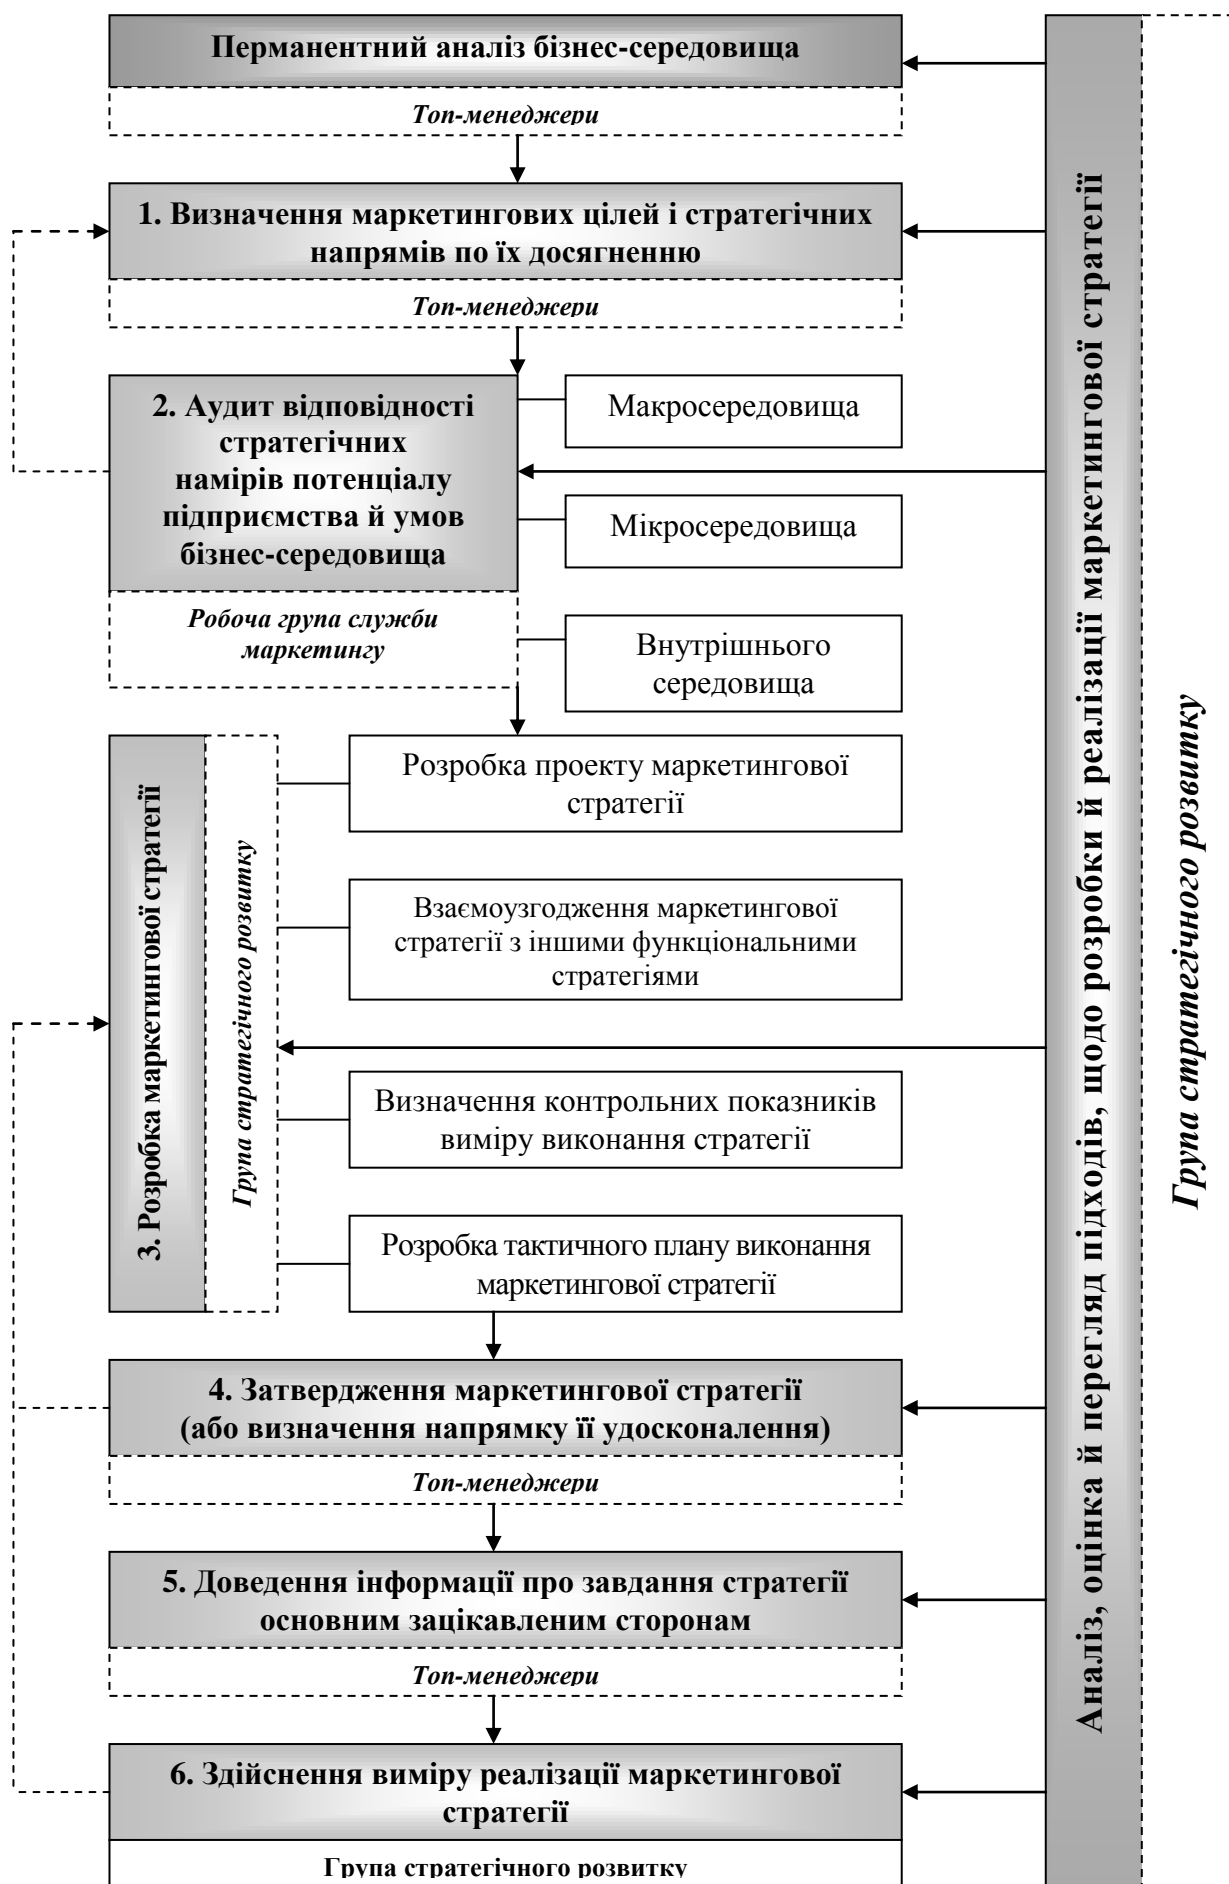 Перманентний аналіз бізнес-середовища
Топ-менеджери
1. Визначення маркетингових цілей і стратегічних
напрямів по їх досягненню
Топ-менеджери
2. Аудит відповідності
стратегічних
намірів потенціалу
підприємства й умов
бізнес-середовища
Робоча група служби
маркетингу
Макросередовища
Мікросередовища
Внутрішнього
середовища
3. Розробка маркетингової стратегії
Група стратегічного розвитку
Розробка проекту маркетингової
стратегії
Взаємоузгодження маркетингової
стратегії з іншими функціональними
стратегіями
Визначення контрольних показників
виміру виконання стратегії
Розробка тактичного плану виконання
маркетингової стратегії
4. Затвердження маркетингової стратегії
(або визначення напрямку її удосконалення)
Топ-менеджери
5. Доведення інформації про завдання стратегії
основним зацікавленим сторонам
Топ-менеджери
6. Здійснення виміру реалізації маркетингової
стратегії
Група стратегічного розвитку
Аналіз, оцінка й перегляд підходів, щодо розробки й реалізації маркетингової стратегії
Група стратегічного розвитку